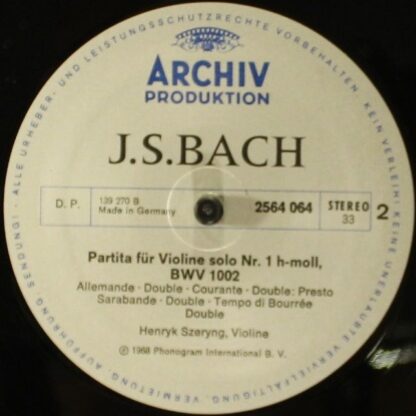 ALLE URHEBER- UND LEISTUNGSSCHUTZRECHTE VORBEHALTEN · KEIN VERLEIH! KEINE UNERLAUBTE VERVIELFÄLTIGUNG, VERMIETUNG, AUFFÜHRUNG, SENDUNG!
ARCHIV
PRODUKTION
J.S.BACH
D. P.
139 270 B
Made in Germany
2564 064
STEREO
33
2
Partita für Violine solo Nr. 1 h-moll,
BWV 1002
Allemande · Double · Courante · Double: Presto
Sarabande · Double · Tempo di Bourrée
Double
Henryk Szeryng, Violine
Ⓟ 1968 Phonogram International B. V.